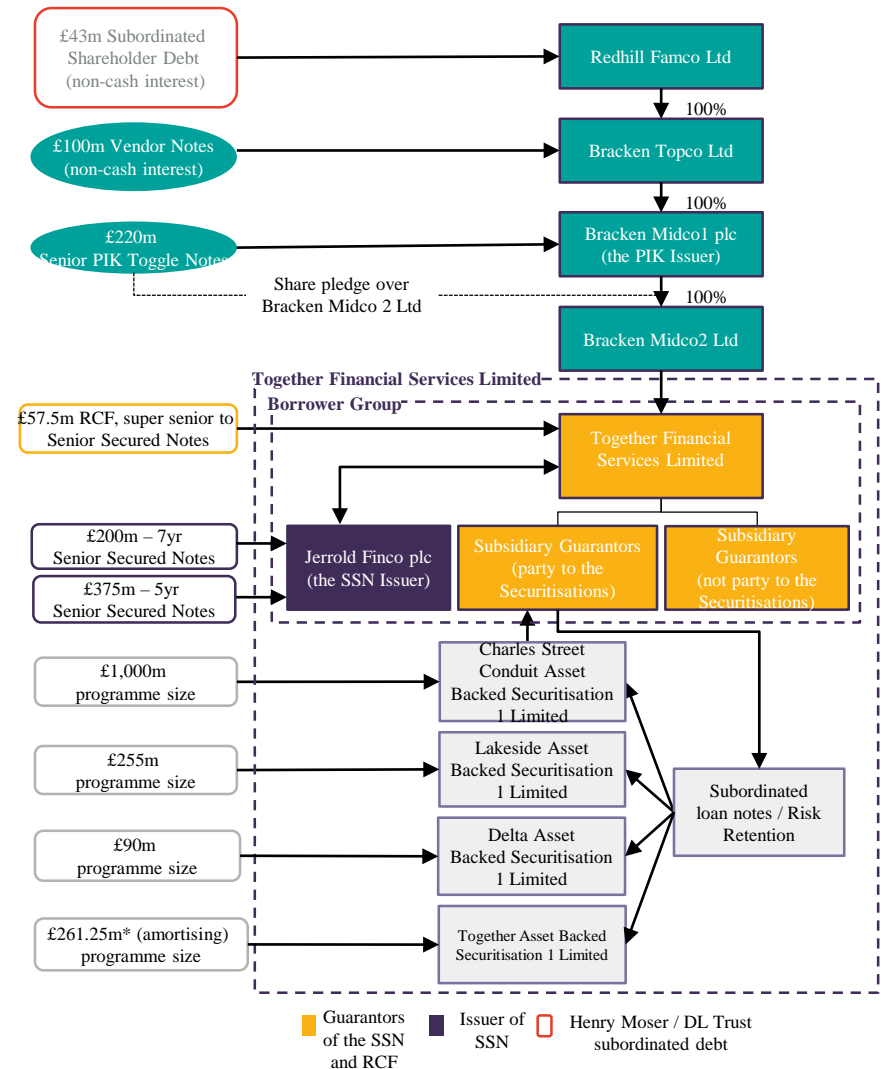 £43m Subordinated
Shareholder Debt
(non-cash interest)
Redhill Famco Ltd
100%
£100m Vendor Notes
(non-cash interest)
Bracken Topco Ltd
100%
£220m
Senior PIK Toggle Notes
Bracken Midco1 plc
(the PIK Issuer)
Share pledge over
Bracken Midco 2 Ltd
100%
Bracken Midco2 Ltd
Together Financial Services Limited
Borrower Group
£57.5m RCF, super senior to
Senior Secured Notes
Together Financial
Services Limited
£200m – 7yr
Senior Secured Notes
£375m – 5yr
Senior Secured Notes
Jerrold Finco plc
(the SSN Issuer)
Subsidiary Guarantors
(party to the
Securitisations)
Subsidiary
Guarantors
(not party to the
Securitisations)
£1,000m
programme size
Charles Street
Conduit Asset
Backed Securitisation
1 Limited
£255m
programme size
Lakeside Asset
Backed Securitisation
1 Limited
Subordinated
loan notes / Risk
Retention
£90m
programme size
Delta Asset
Backed Securitisation
1 Limited
£261.25m* (amortising)
programme size
Together Asset Backed
Securitisation 1 Limited
Guarantors
of the SSN
and RCF
Issuer of
SSN
Henry Moser / DL Trust
subordinated debt